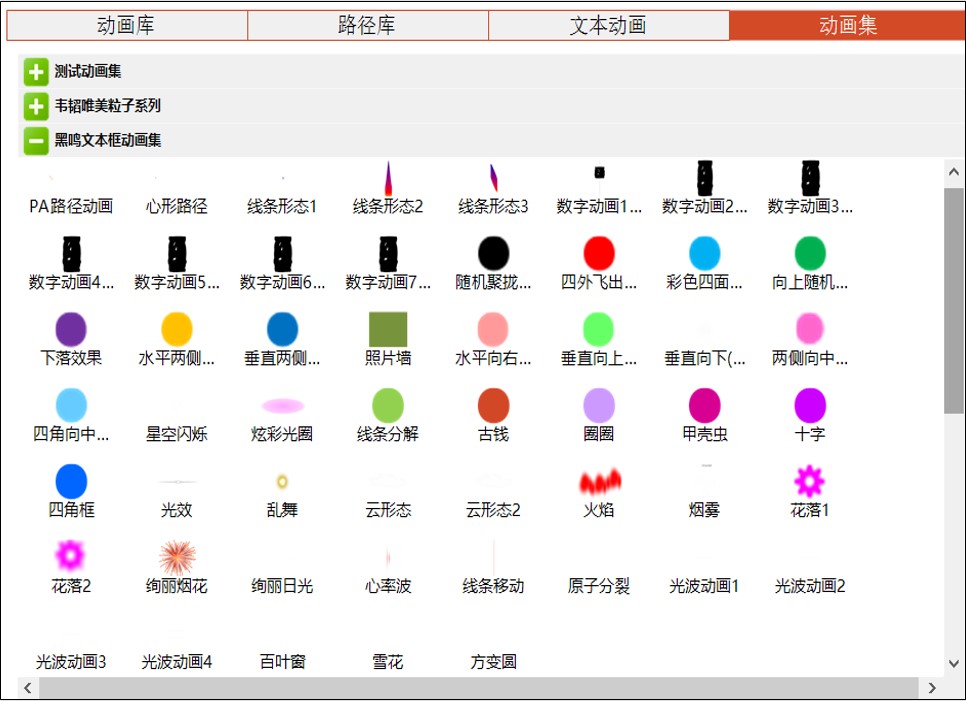 动画库 路径库 文本动画 动画集
测试动画集
韦韬唯美粒子系列
黑鸣文本框动画集
PA路径动画 心形路径 线条形态1 线条形态2 线条形态3 数字动画1... 数字动画2... 数字动画3...
数字动画4... 数字动画5... 数字动画6... 数字动画7... 随机聚拢... 四外飞出... 彩色四面... 向上随机...
下落效果 水平两侧... 垂直两侧... 照片墙 水平向右... 垂直向上... 垂直向下(... 两侧向中...
四角向中... 星空闪烁 炫彩光圈 线条分解 古钱 圈圈 甲壳虫 十字
四角框 光效 乱舞 云形态 云形态2 火焰 烟雾 花落1
花落2 绚丽烟花 绚丽日光 心率波 线条移动 原子分裂 光波动画1 光波动画2
光波动画3 光波动画4 百叶窗 雪花 方变圆